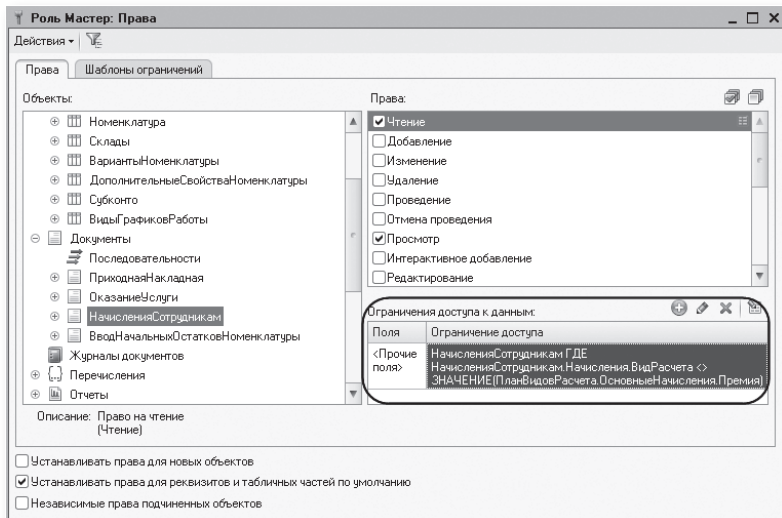 Роль Мастер: Права
Действия
Права
Шаблоны ограничений
Объекты:
Номенклатура
Склады
ВариантыНоменклатуры
ДополнительныеСвойстваНоменклатуры
Субконто
ВидыГрафиковРаботы
Документы
Последовательности
ПриходнаяНакладная
ОказаниеУслуги
НачисленияСотрудникам
ВводНачальныхОстатковНоменклатуры
Журналы документов
Перечисления
Отчеты
Описание: Право на чтение
(Чтение)
Права:
Чтение
Добавление
Изменение
Удаление
Проведение
Отмена проведения
Просмотр
Интерактивное добавление
Редактирование
Ограничения доступа к данным:
Поля
Ограничение доступа
<Прочие
поля>
НачисленияСотрудникам ГДЕ
НачисленияСотрудникам.Начисления.ВидРасчета <>
ЗНАЧЕНИЕ(ПланВидовРасчета.ОсновныеНачисления.Премия)
Устанавливать права для новых объектов
Устанавливать права для реквизитов и табличных частей по умолчанию
Независимые права подчиненных объектов